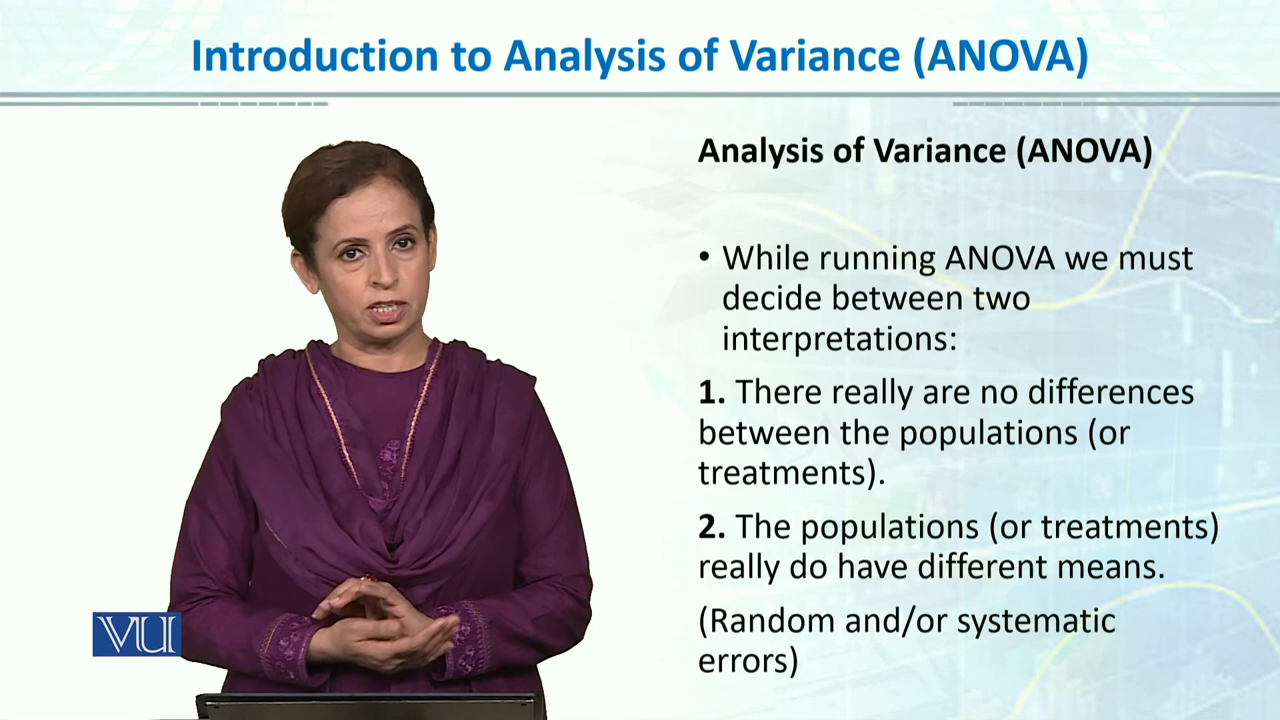 Introduction to Analysis of Variance (ANOVA)
Analysis of Variance (ANOVA)
• While running ANOVA we must
decide between two
interpretations:
1. There really are no differences
between the populations (or
treatments).
2. The populations (or treatments)
really do have different means.
(Random and/or systematic
errors)
VU